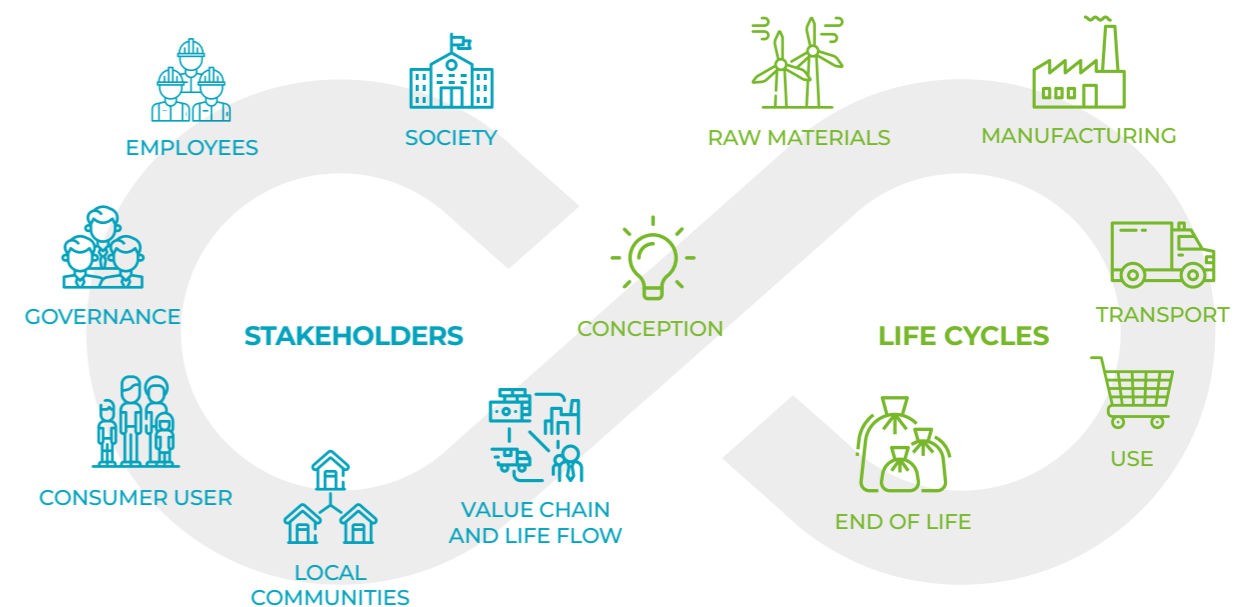 EMPLOYEES
SOCIETY
RAW MATERIALS
MANUFACTURING
GOVERNANCE
STAKEHOLDERS
CONCEPTION
LIFE CYCLES
TRANSPORT
CONSUMER USER
LOCAL
COMMUNITIES
VALUE CHAIN
AND LIFE FLOW
END OF LIFE
USE